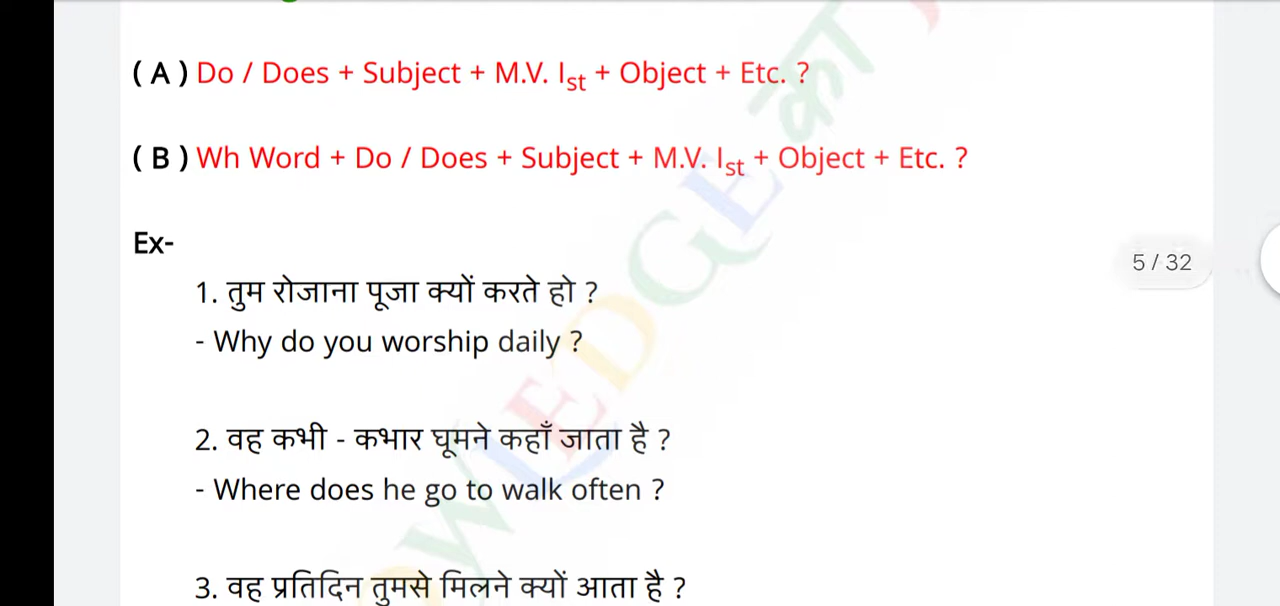 ( A ) Do / Does + Subject + M.V. Ist + Object + Etc. ?
( B ) Wh Word + Do / Does + Subject + M.V. Ist + Object + Etc. ?
Ex-
5 / 32
1. तुम रोजाना पूजा क्यों करते हो ?
- Why do you worship daily ?
2. वह कभी - कभार घूमने कहाँ जाता है ?
- Where does he go to walk often ?
3. वह प्रतिदिन तुमसे मिलने क्यों आता है ?